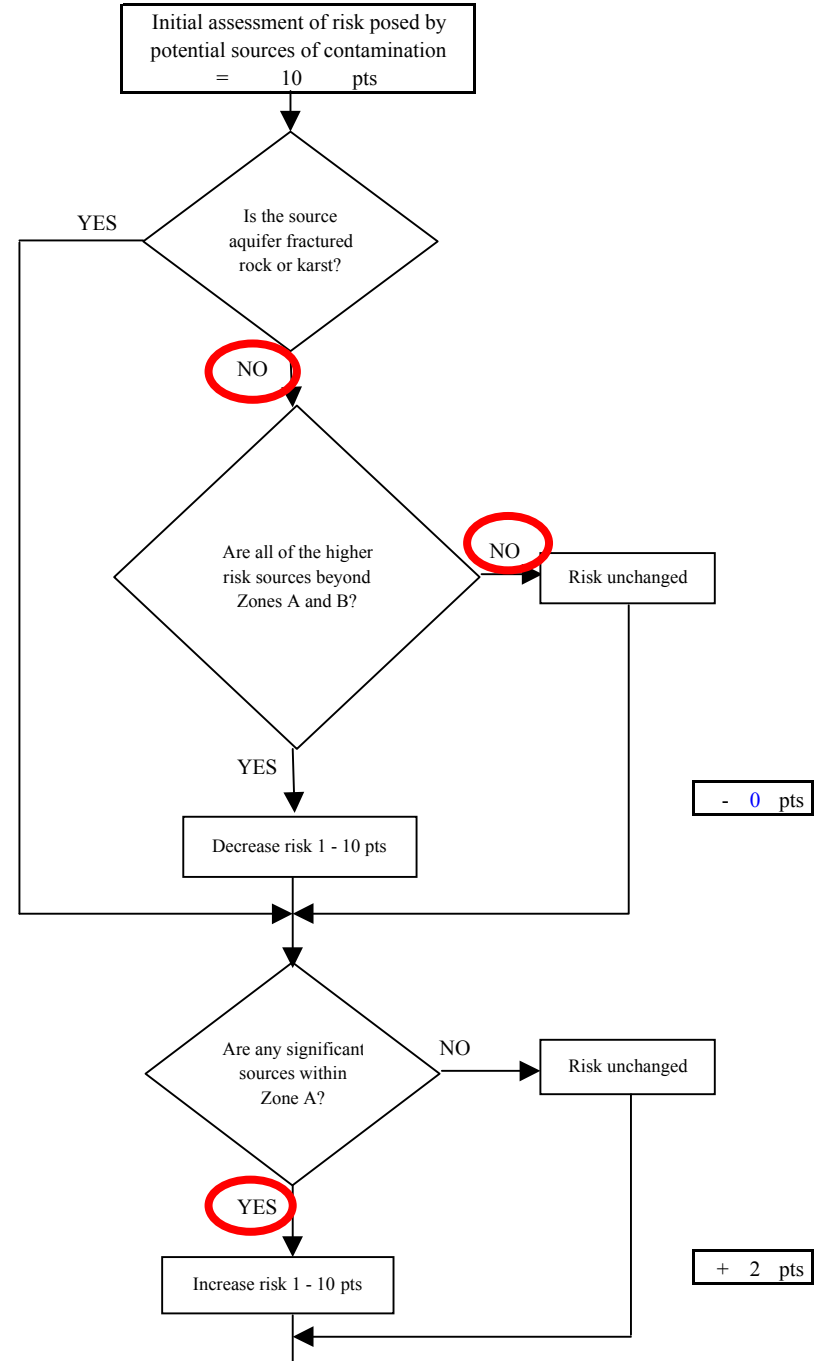 Initial assessment of risk posed by
potential sources of contamination
= 10 pts
YES
Is the source
aquifer fractured
rock or karst?
NO
Are all of the higher
risk sources beyond
Zones A and B?
NO
Risk unchanged
YES
- 0 pts
Decrease risk 1 - 10 pts
Are any significant
sources within
Zone A?
NO
Risk unchanged
YES
+ 2 pts
Increase risk 1 - 10 pts